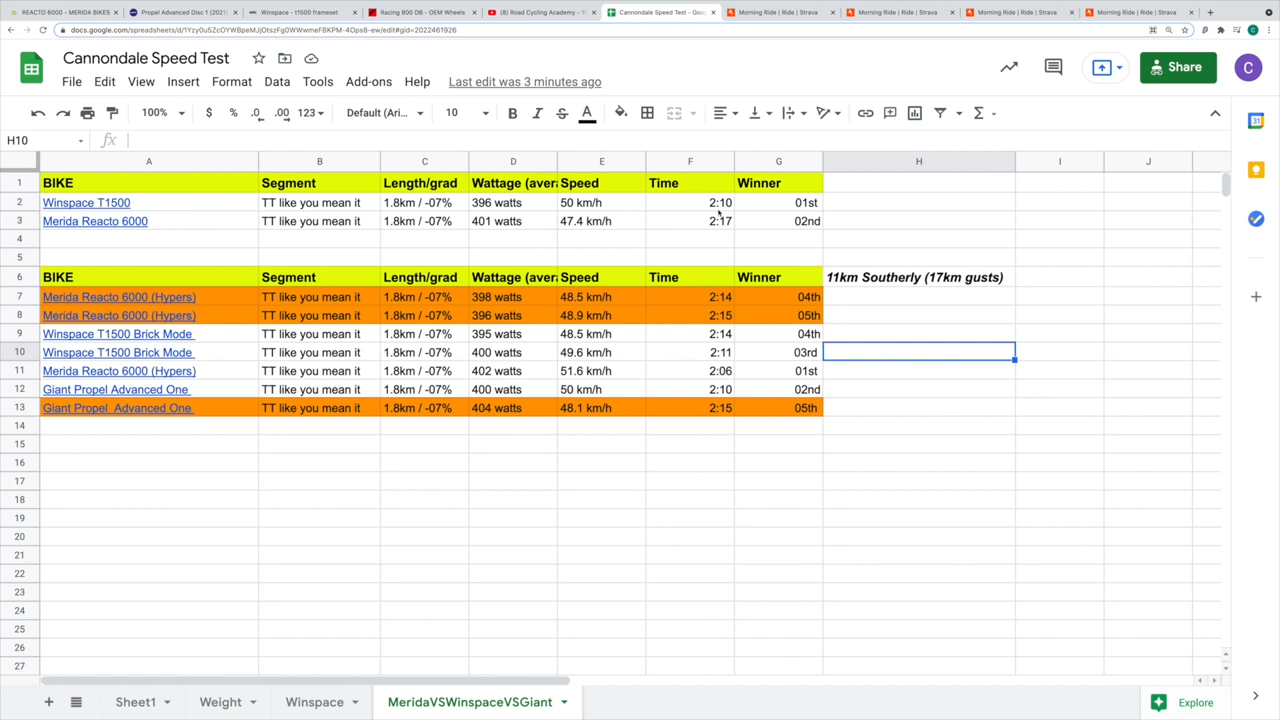 REACTO 6000 - MERIDA BIKES
Propel Advanced Disc 1 (2021)
Winspace - t1500 frameset
Racing 800 DB - OEM Wheels
(8) Road Cycling Academy - Yo
Cannondale Speed Test - Goog
Morning Ride | Ride | Strava
Morning Ride | Ride | Strava
Morning Ride | Ride | Strava
Morning Ride | Ride | Strava
Cannondale Speed Test
File Edit View Insert Format Data Tools Add-ons Help Last edit was 3 minutes ago
Share
C
100% $ % .0 .00 123 Default (Ari... 10 B I S A
H10 fx
A B C D E F G H I J
1 BIKE Segment Length/grad Wattage (avera Speed Time Winner
2 Winspace T1500 TT like you mean it 1.8km / -07% 396 watts 50 km/h 2:10 01st
3 Merida Reacto 6000 TT like you mean it 1.8km / -07% 401 watts 47.4 km/h 2:17 02nd
4
5
6 BIKE Segment Length/grad Wattage (avera Speed Time Winner 11km Southerly (17km gusts)
7 Merida Reacto 6000 (Hypers) TT like you mean it 1.8km / -07% 398 watts 48.5 km/h 2:14 04th
8 Merida Reacto 6000 (Hypers) TT like you mean it 1.8km / -07% 396 watts 48.9 km/h 2:15 05th
9 Winspace T1500 Brick Mode TT like you mean it 1.8km / -07% 395 watts 48.5 km/h 2:14 04th
10 Winspace T1500 Brick Mode TT like you mean it 1.8km / -07% 400 watts 49.6 km/h 2:11 03rd
11 Merida Reacto 6000 (Hypers) TT like you mean it 1.8km / -07% 402 watts 51.6 km/h 2:06 01st
12 Giant Propel Advanced One TT like you mean it 1.8km / -07% 400 watts 50 km/h 2:10 02nd
13 Giant Propel Advanced One TT like you mean it 1.8km / -07% 404 watts 48.1 km/h 2:15 05th
14
15
16
17
18
19
20
21
22
23
24
25
26
27
Sheet1 Weight Winspace MeridaVSWinspaceVSGiant Explore